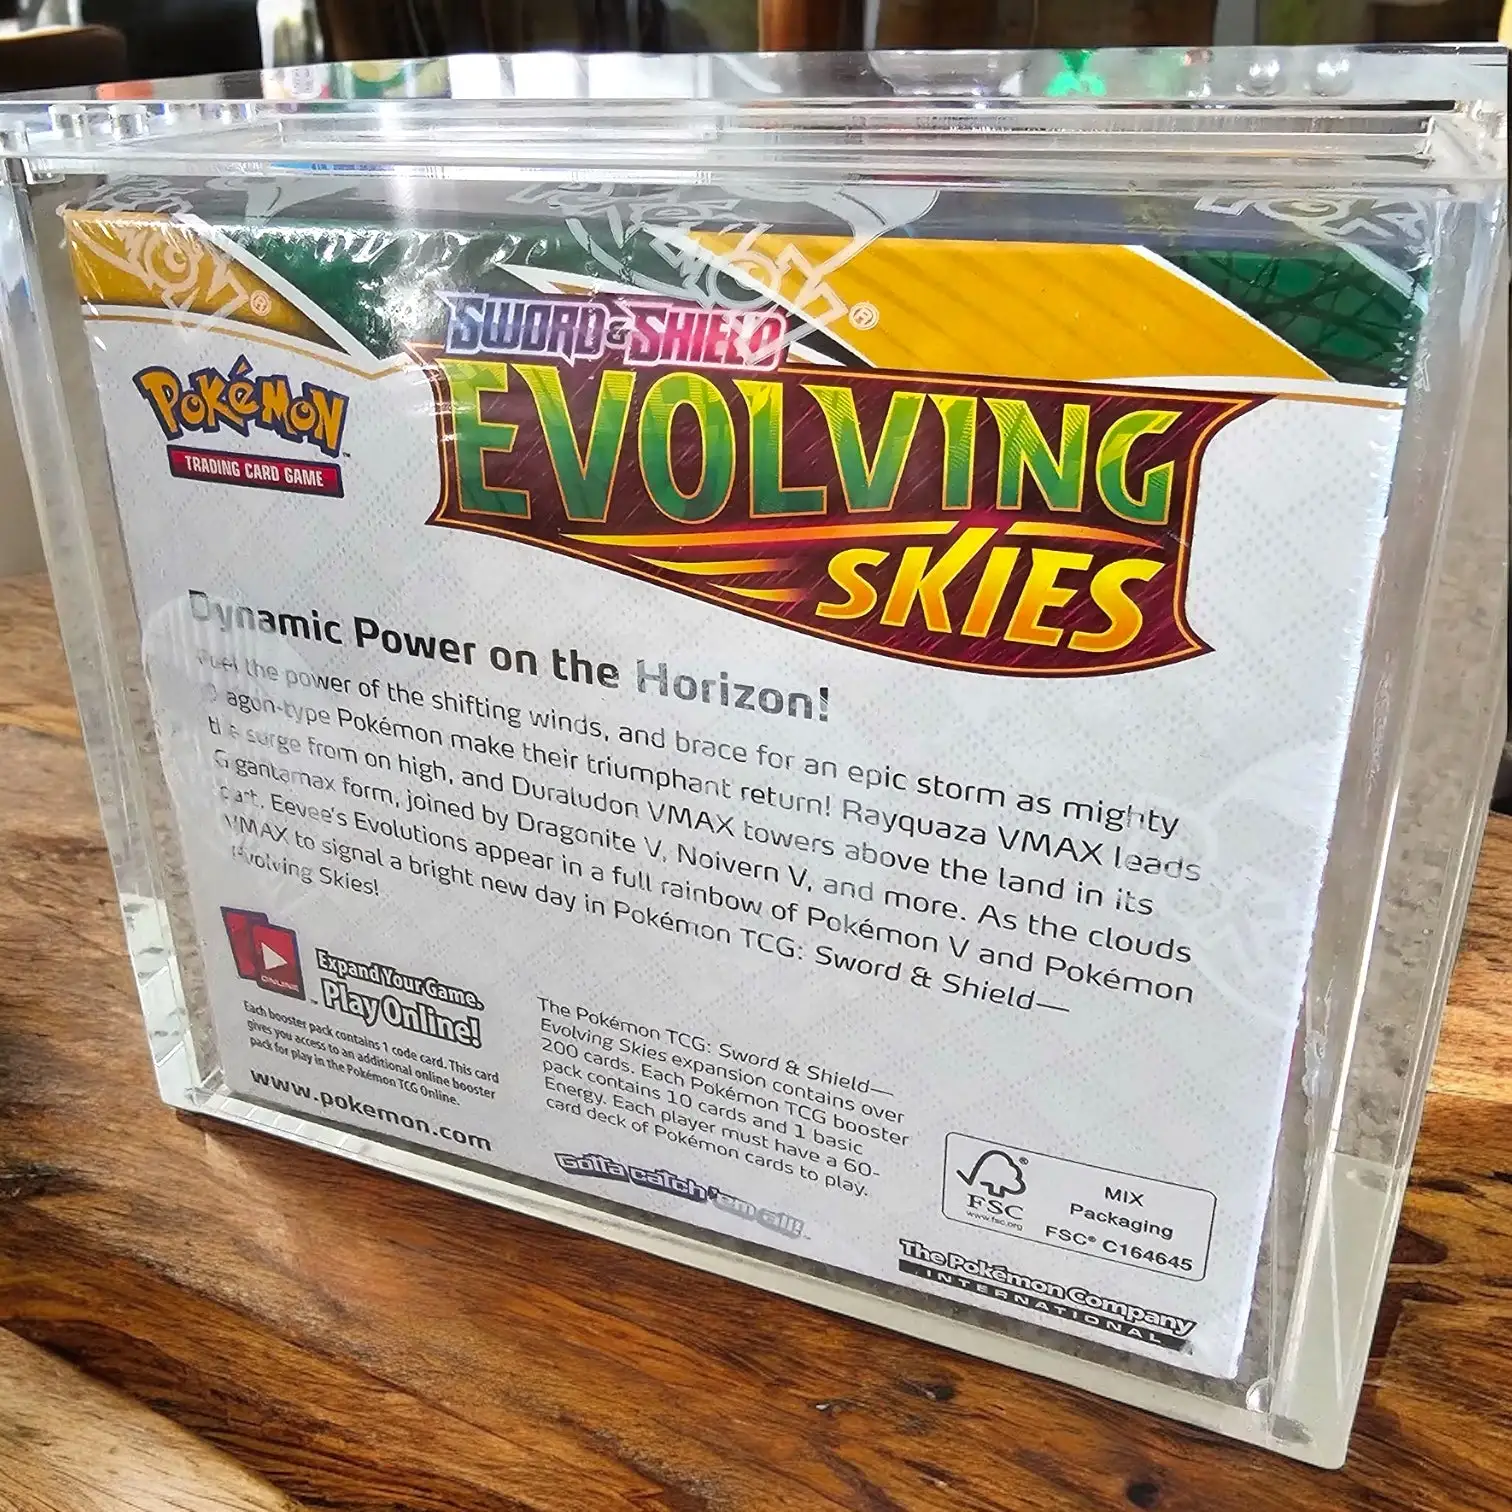 SWORD & SHIELD
EVOLVING
SKIES
POKéMON
TRADING CARD GAME
Dynamic Power on the Horizon!
Fuel the power of the shifting winds, and brace for an epic storm as mighty
Dragon-type Pokémon make their triumphant return! Rayquaza VMAX leads
the surge from on high, and Duraludon VMAX towers above the land in its
Gigantamax form, joined by Dragonite V, Noivern V, and more. As the clouds
part, Eevee's Evolutions appear in a full rainbow of Pokémon V and Pokémon
VMAX to signal a bright new day in Pokémon TCG: Sword & Shield—
Evolving Skies!
ONLINE
Expand Your Game.
Play Online!
Each booster pack contains 1 code card. This card
gives you access to an additional online booster
pack for play in the Pokémon TCG Online.
www.pokemon.com
The Pokémon TCG: Sword & Shield—
Evolving Skies expansion contains over
200 cards. Each Pokémon TCG booster
pack contains 10 cards and 1 basic
Energy. Each player must have a 60-
card deck of Pokémon cards to play.
Gotta catch 'em all!
FSC
www.fsc.org
MIX
Packaging
FSC® C164645
The Pokémon Company
INTERNATIONAL